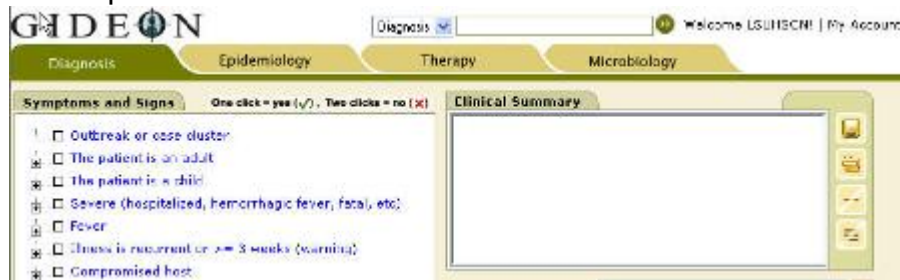 GIDEON
Diagnosis
Welcome LSUHSCN! | My Account
Diagnosis Epidemiology Therapy Microbiology
Symptoms and Signs One click = yes (√), Two clicks = no (x) Clinical Summary
Outbreak or case cluster
The patient is an adult
The patient is a child
Severe (hospitalized, hemorrhagic fever, fatal, etc)
Fever
Illness is recurrent or >= 3 weeks (warning)
Compromised host